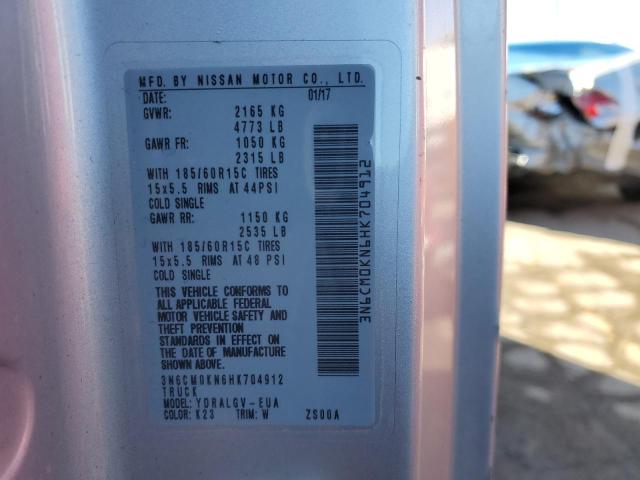 MFD. BY NISSAN MOTOR CO., LTD.
DATE: 01/17
GVWR: 2165 KG
4773 LB
GAWR FR: 1050 KG
2315 LB
WITH 185/60R15C TIRES
15x5.5 RIMS AT 44PSI
COLD SINGLE
GAWR RR: 1150 KG
2535 LB
WITH 185/60R15C TIRES
15x5.5 RIMS AT 48 PSI
COLD SINGLE
THIS VEHICLE CONFORMS TO
ALL APPLICABLE FEDERAL
MOTOR VEHICLE SAFETY AND
THEFT PREVENTION
STANDARDS IN EFFECT ON
THE DATE OF MANUFACTURE
SHOWN ABOVE.
3N6CM0KN6HK704912
TRUCK
MODEL: YDRALGV-EUA
COLOR: K23 TRIM: W ZS00A
3N6CM0KN6HK704912